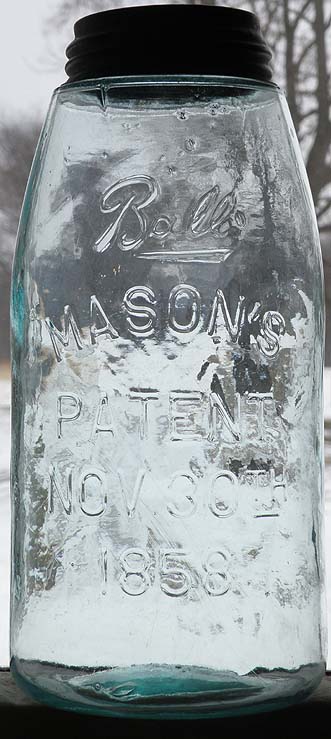 Ball
MASON'S
PATENT
NOV. 30TH
1858